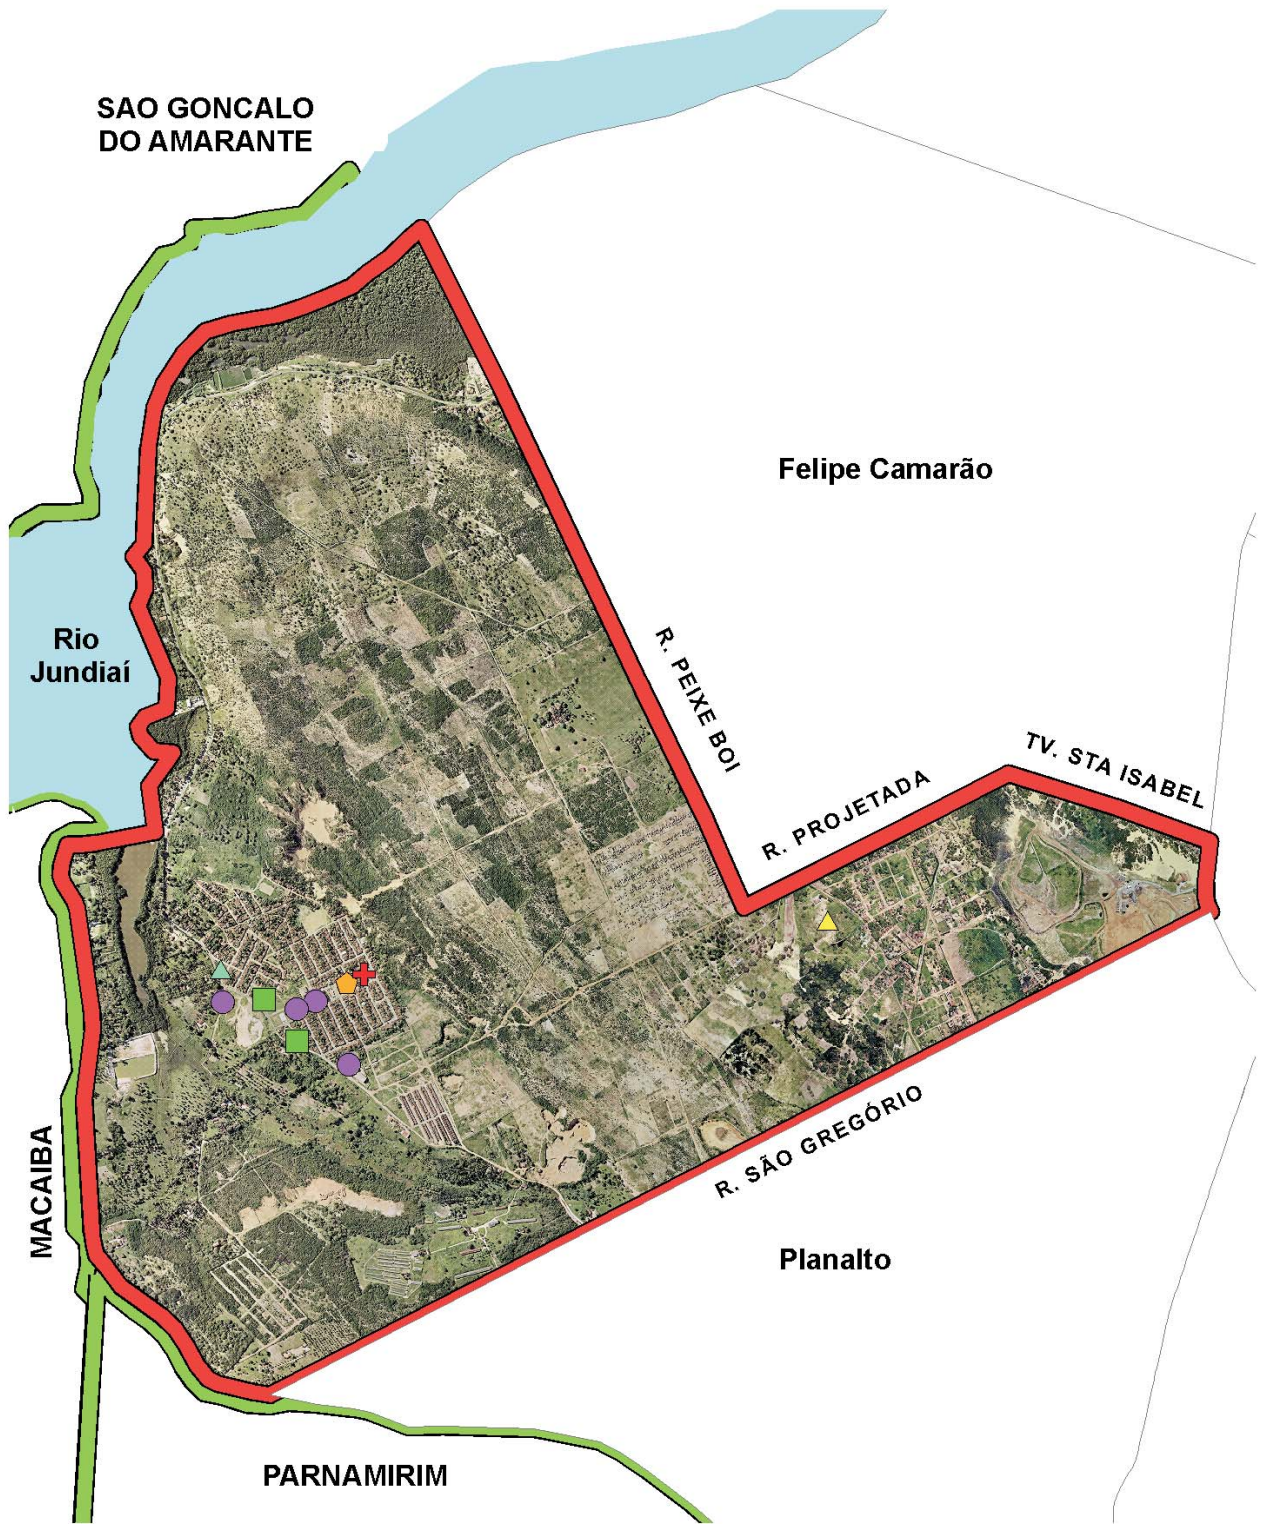 SAO GONCALO
DO AMARANTE
Felipe Camarão
Rio
Jundiaí
R. PEIXE BOI
TV. STA ISABEL
R. PROJETADA
R. SÃO GREGÓRIO
MACAIBA
Planalto
PARNAMIRIM